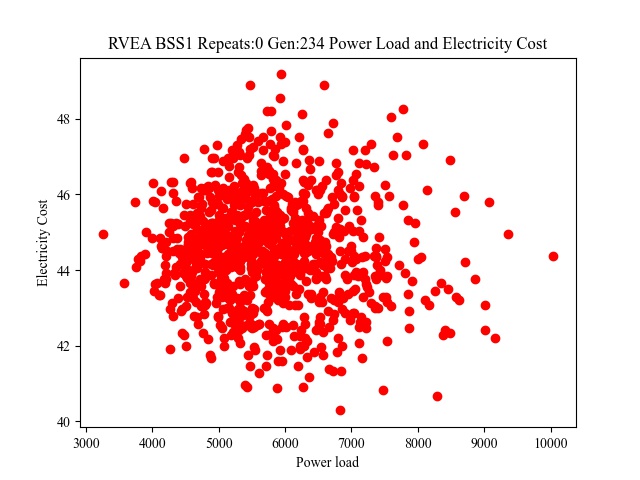 RVEA BSS1 Repeats:0 Gen:234 Power Load and Electricity Cost
48
46
44
42
40
Electricity Cost
3000 4000 5000 6000 7000 8000 9000 10000
Power load